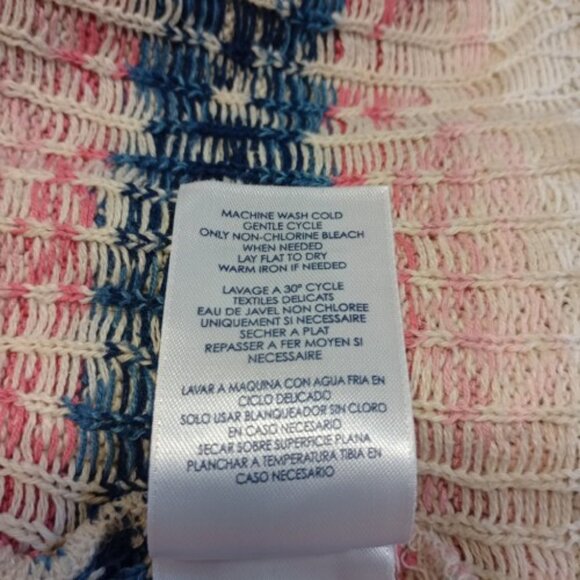 MACHINE WASH COLD
GENTLE CYCLE
ONLY NON-CHLORINE BLEACH
WHEN NEEDED
LAY FLAT TO DRY
WARM IRON IF NEEDED
LAVAGE A 30° CYCLE
TEXTILES DELICATS
EAU DE JAVEL NON CHLOREE
UNIQUEMENT SI NECESSAIRE
SECHER A PLAT
REPASSER A FER MOYEN SI
NECESSAIRE
LAVAR A MAQUINA CON AGUA FRIA EN
CICLO DELICADO
SOLO USAR BLANQUEADOR SIN CLORO
EN CASO NECESARIO
SECAR SOBRE SUPERFICIE PLANA
PLANCHAR A TEMPERATURA TIBIA EN
CASO NECESARIO